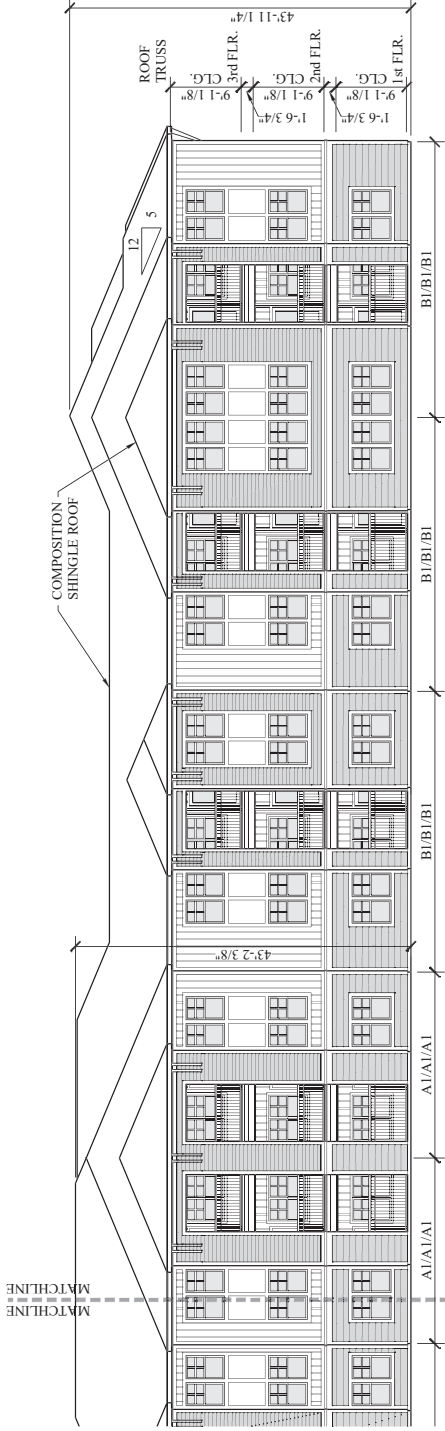 43'-11 1/4"
ROOF
TRUSS
9'-1 1/8"
CLG.
3rd FLR.
1'-6 3/4"
9'-1 1/8"
CLG.
2nd FLR.
1'-6 3/4"
9'-1 1/8"
CLG.
1st FLR.
12
5
COMPOSITION
SHINGLE ROOF
43'-2 3/8"
MATCHLINE
MATCHLINE
A1/A1/A1
A1/A1/A1
B1/B1/B1
B1/B1/B1
B1/B1/B1